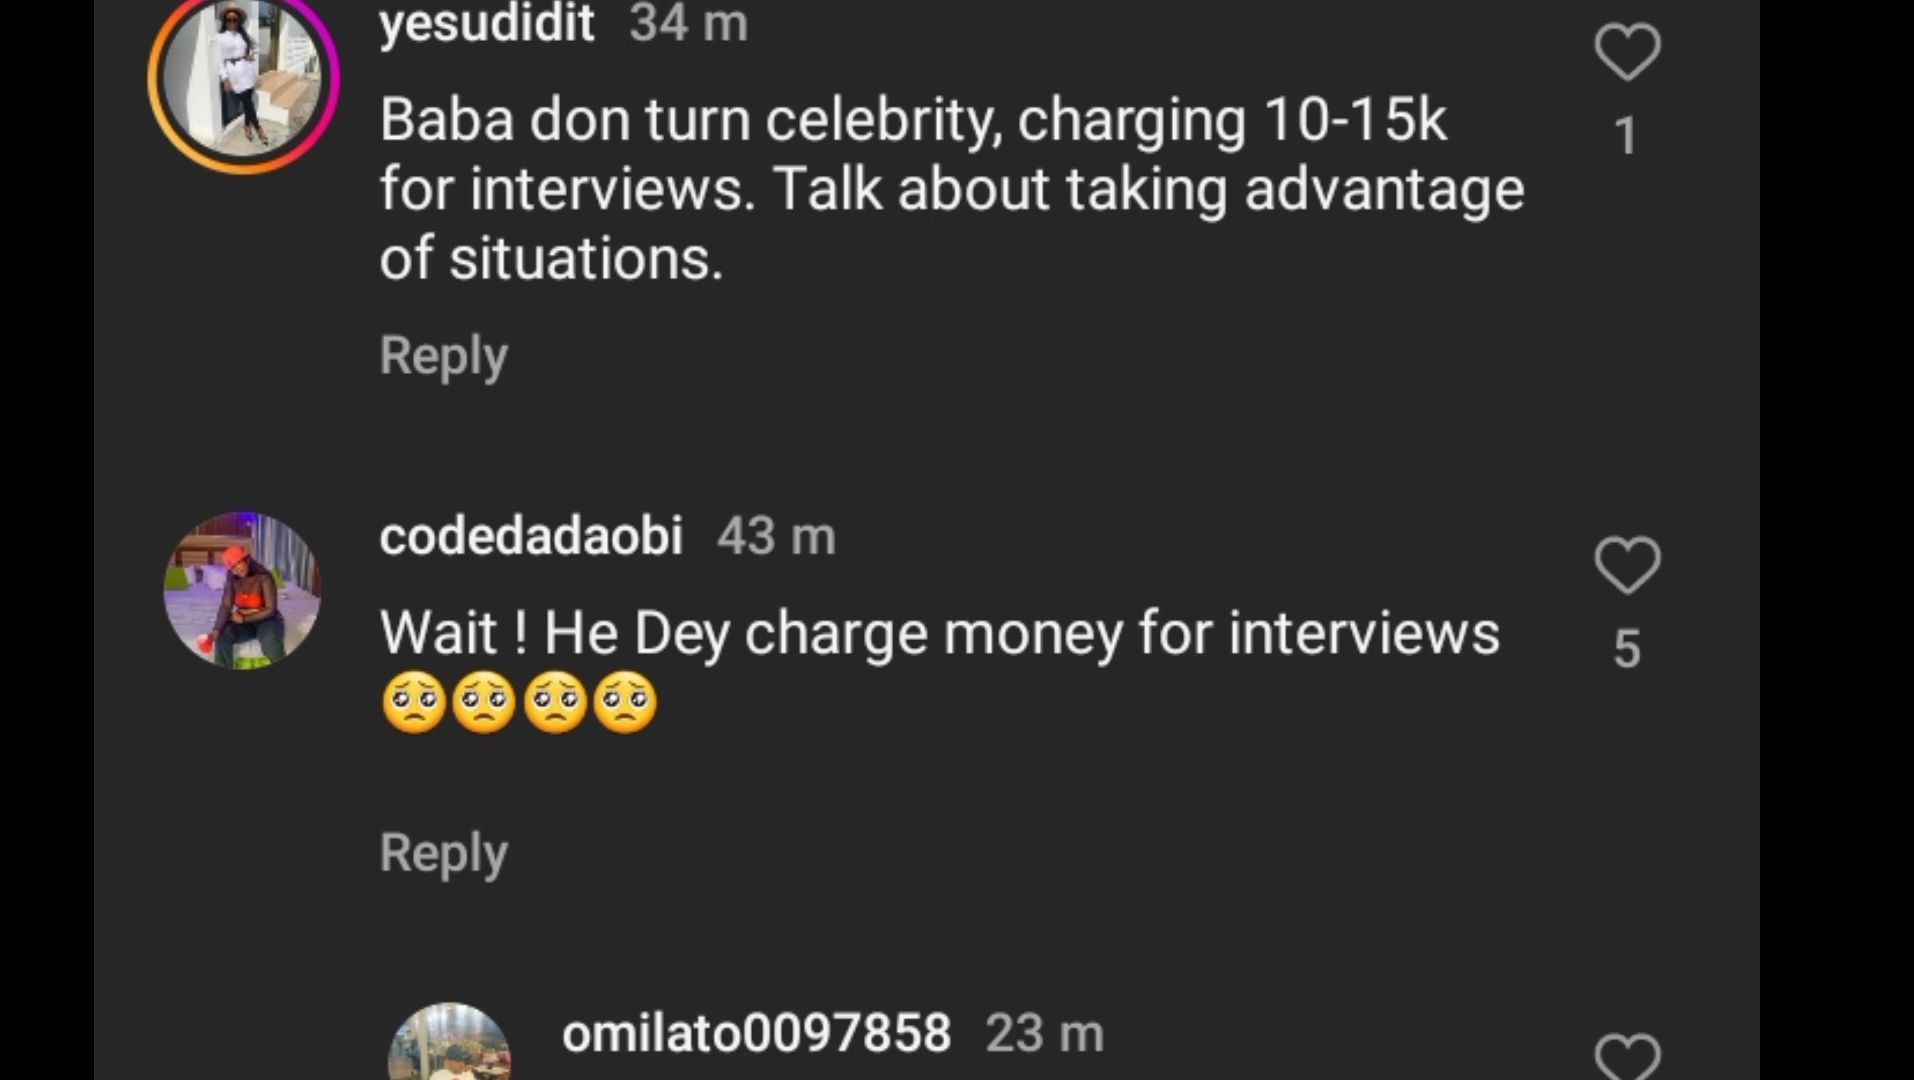 yesudidit 34 m
Baba don turn celebrity, charging 10-15k
1
for interviews. Talk about taking advantage
of situations.
Reply
codedadaobi 43 m
Wait ! He Dey charge money for interviews
5
🥺🥺🥺🥺
Reply
omilato0097858 23 m